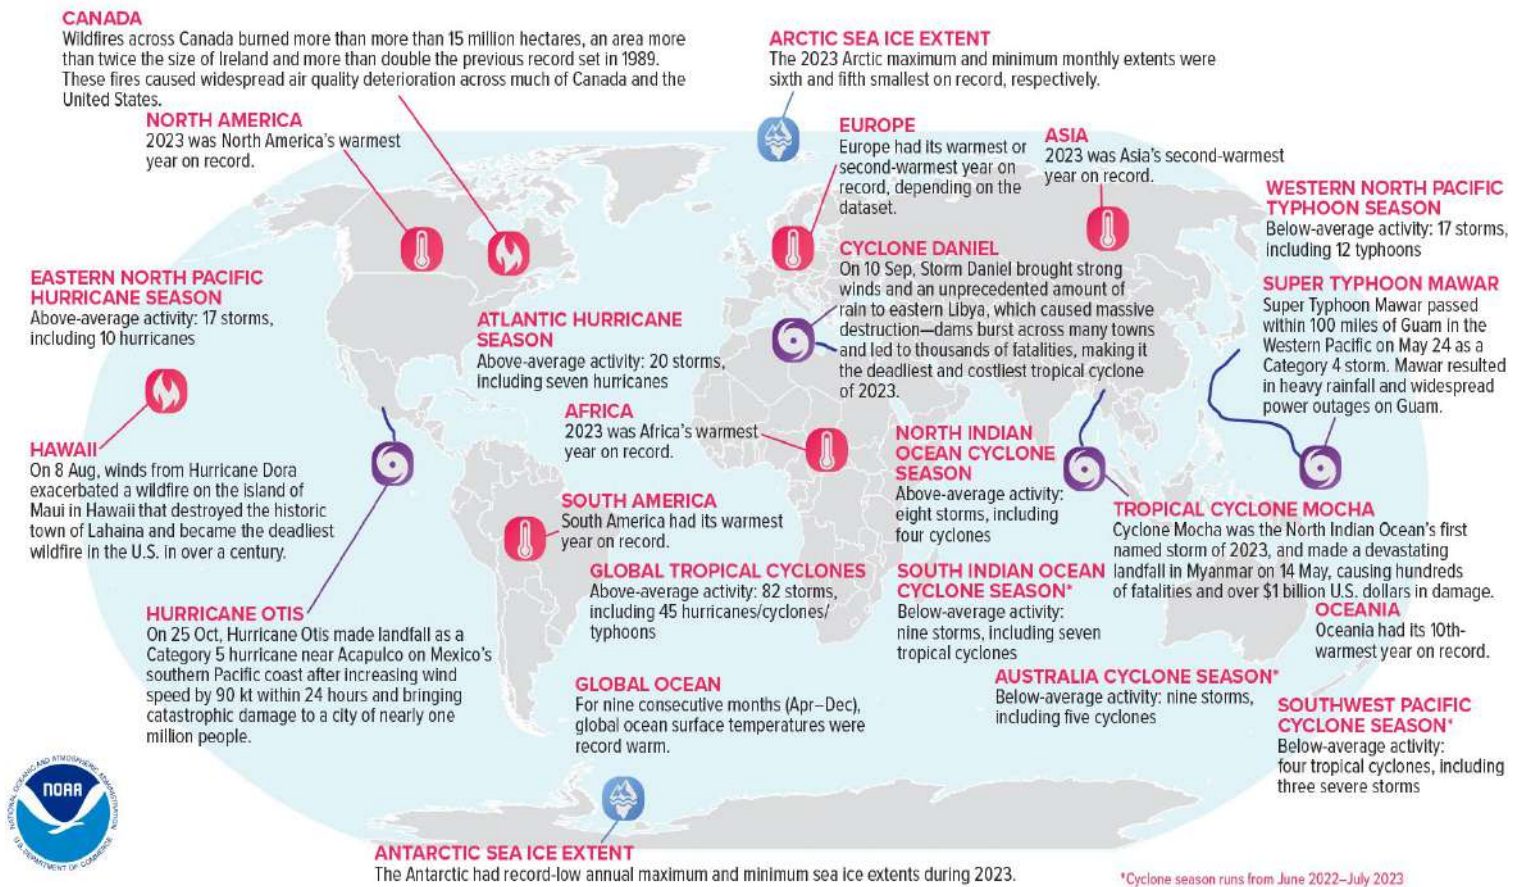 CANADA
Wildfires across Canada burned more than more than 15 million hectares, an area more
than twice the size of Ireland and more than double the previous record set in 1989.
These fires caused widespread air quality deterioration across much of Canada and the
United States.
ARCTIC SEA ICE EXTENT
The 2023 Arctic maximum and minimum monthly extents were
sixth and fifth smallest on record, respectively.
NORTH AMERICA
2023 was North America's warmest
year on record.
EUROPE
Europe had its warmest or
second-warmest year on
record, depending on the
dataset.
ASIA
2023 was Asia's second-warmest
year on record.
WESTERN NORTH PACIFIC
TYPHOON SEASON
Below-average activity: 17 storms,
including 12 typhoons
EASTERN NORTH PACIFIC
HURRICANE SEASON
Above-average activity: 17 storms,
including 10 hurricanes
ATLANTIC HURRICANE
SEASON
Above-average activity: 20 storms,
including seven hurricanes
CYCLONE DANIEL
On 10 Sep, Storm Daniel brought strong
winds and an unprecedented amount of
rain to eastern Libya, which caused massive
destruction—dams burst across many towns
and led to thousands of fatalities, making it
the deadliest and costliest tropical cyclone
of 2023.
SUPER TYPHOON MAWAR
Super Typhoon Mawar passed
within 100 miles of Guam in the
Western Pacific on May 24 as a
Category 4 storm. Mawar resulted
in heavy rainfall and widespread
power outages on Guam.
HAWAII
On 8 Aug, winds from Hurricane Dora
exacerbated a wildfire on the island of
Maui in Hawaii that destroyed the historic
town of Lahaina and became the deadliest
wildfire in the U.S. in over a century.
AFRICA
2023 was Africa's warmest
year on record.
NORTH INDIAN
OCEAN CYCLONE
SEASON
Above-average activity:
eight storms, including
four cyclones
SOUTH AMERICA
South America had its warmest
year on record.
TROPICAL CYCLONE MOCHA
Cyclone Mocha was the North Indian Ocean's first
named storm of 2023, and made a devastating
landfall in Myanmar on 14 May, causing hundreds
of fatalities and over $1 billion U.S. dollars in damage.
GLOBAL TROPICAL CYCLONES
Above-average activity: 82 storms,
including 45 hurricanes/cyclones/
typhoons
SOUTH INDIAN OCEAN
CYCLONE SEASON*
Below-average activity:
nine storms, including seven
tropical cyclones
HURRICANE OTIS
On 25 Oct, Hurricane Otis made landfall as a
Category 5 hurricane near Acapulco on Mexico's
southern Pacific coast after increasing wind
speed by 90 kt within 24 hours and bringing
catastrophic damage to a city of nearly one
million people.
OCEANIA
Oceania had its 10th-
warmest year on record.
GLOBAL OCEAN
For nine consecutive months (Apr–Dec),
global ocean surface temperatures were
record warm.
AUSTRALIA CYCLONE SEASON*
Below-average activity: nine storms,
including five cyclones
SOUTHWEST PACIFIC
CYCLONE SEASON*
Below-average activity:
four tropical cyclones, including
three severe storms
NATIONAL OCEANIC AND ATMOSPHERIC ADMINISTRATION
NOAA
U.S. DEPARTMENT OF COMMERCE
ANTARCTIC SEA ICE EXTENT
The Antarctic had record-low annual maximum and minimum sea ice extents during 2023.
*Cyclone season runs from June 2022–July 2023